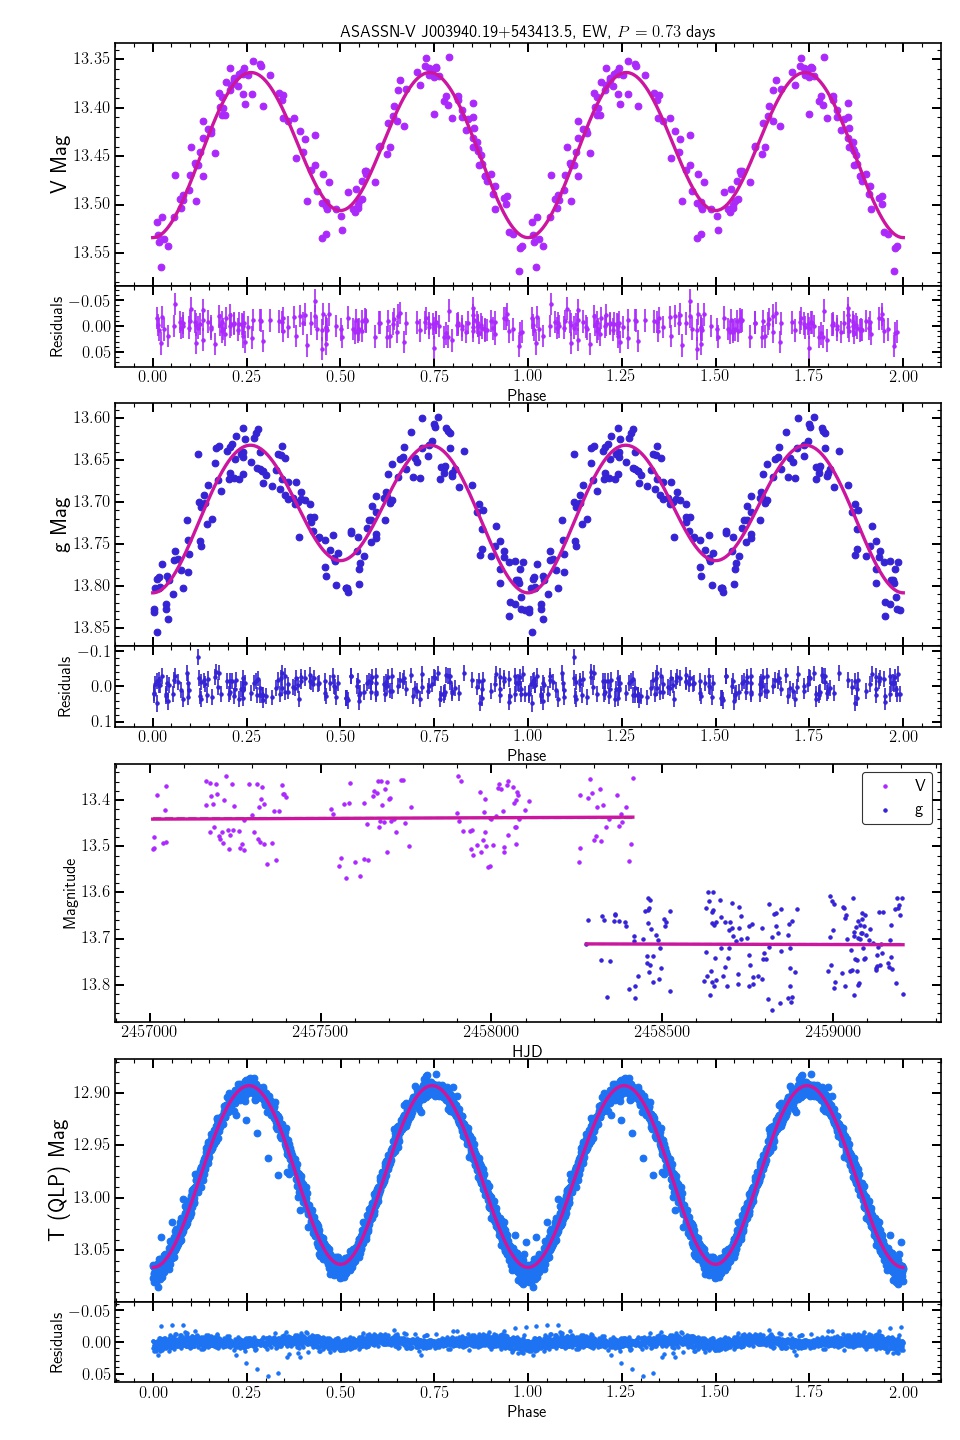 ASASSN-V J003940.19+543413.5, EW, P = 0.73 days
V Mag
13.35
13.40
13.45
13.50
13.55
Residuals
−0.05
0.00
0.05
0.00 0.25 0.50 0.75 1.00 1.25 1.50 1.75 2.00
Phase
g Mag
13.60
13.65
13.70
13.75
13.80
13.85
Residuals
−0.1
0.0
0.1
0.00 0.25 0.50 0.75 1.00 1.25 1.50 1.75 2.00
Phase
Magnitude
13.4
13.5
13.6
13.7
13.8
V
g
2457000 2457500 2458000 2458500 2459000
HJD
T (QLP) Mag
12.90
12.95
13.00
13.05
Residuals
−0.05
0.00
0.05
0.00 0.25 0.50 0.75 1.00 1.25 1.50 1.75 2.00
Phase